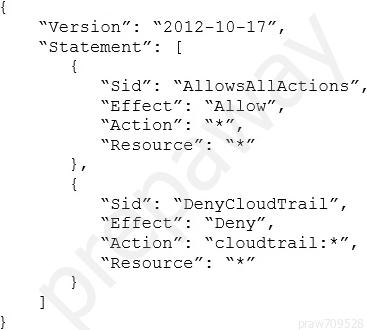 {
    “Version”: “2012-10-17”,
    “Statement”: [
       {
          “Sid”: “AllowsAllActions”,
          “Effect”: “Allow”,
          “Action”: “*”,
          “Resource”: “*”
       },
       {
          “Sid”: “DenyCloudTrail”,
          “Effect”: “Deny”,
          “Action”: “cloudtrail:*”,
          “Resource”: “*”
       }
    ]
}
prepaway
praw709528